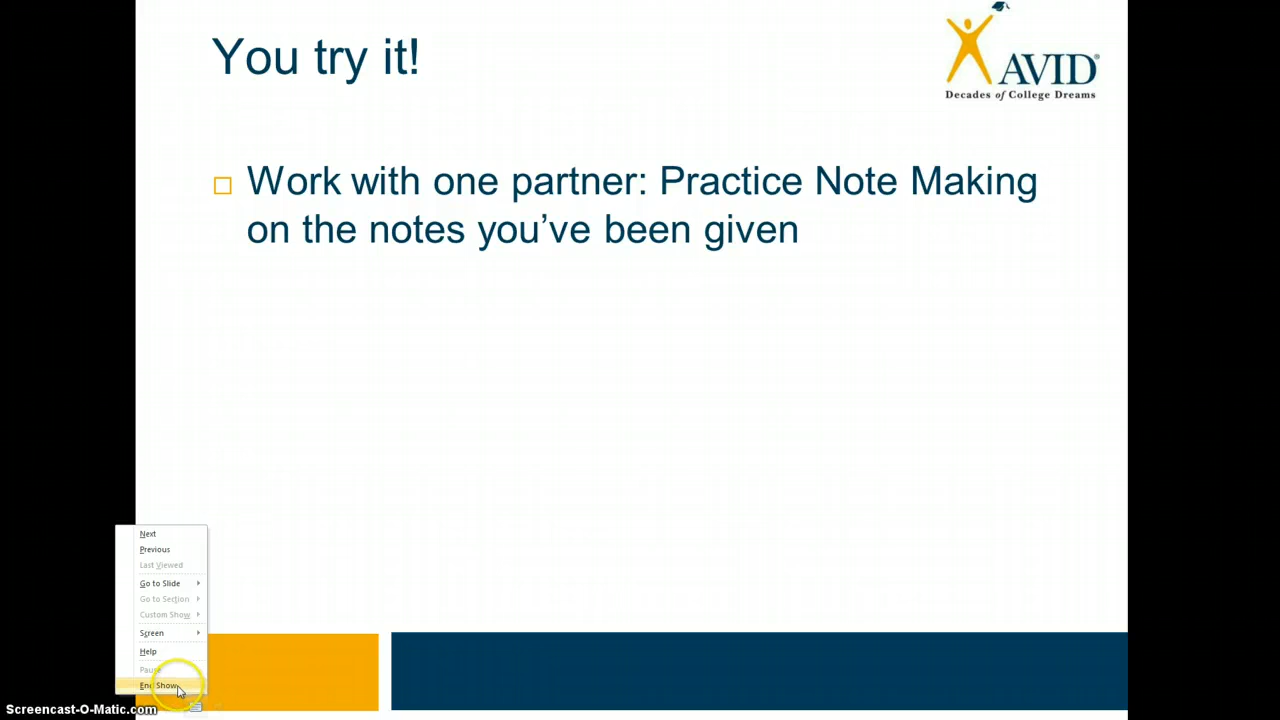 You try it!
AVID®
Decades of College Dreams
Work with one partner: Practice Note Making
on the notes you’ve been given
Next
Previous
Last Viewed
Go to Slide
Go to Section
Custom Show
Screen
Help
Pause
End Show
Screencast-O-Matic.com